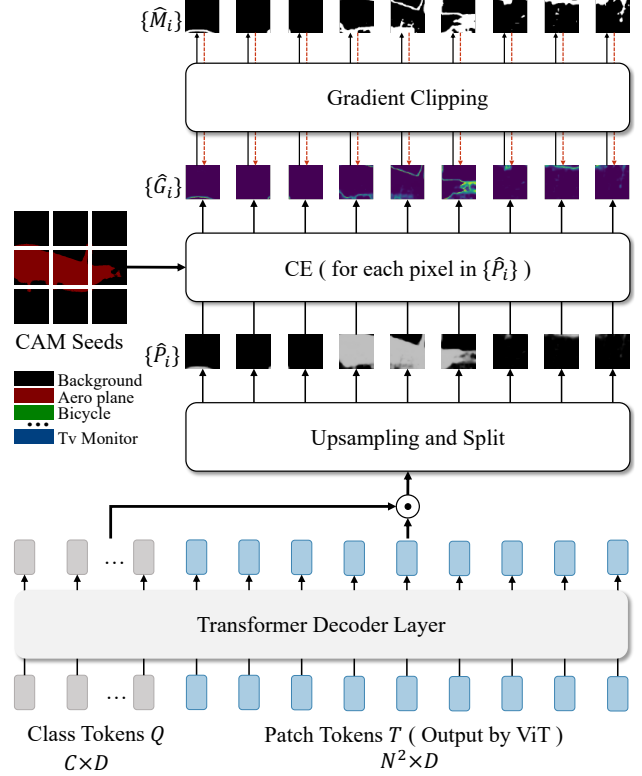 {M̂ᵢ}
Gradient Clipping
{Ĝᵢ}
CE ( for each pixel in {P̂ᵢ} )
CAM Seeds
{P̂ᵢ}
Background
Aero plane
Bicycle
•••
Tv Monitor
Upsampling and Split
...
Transformer Decoder Layer
...
Class Tokens Q
C×D
Patch Tokens T ( Output by ViT )
N²×D